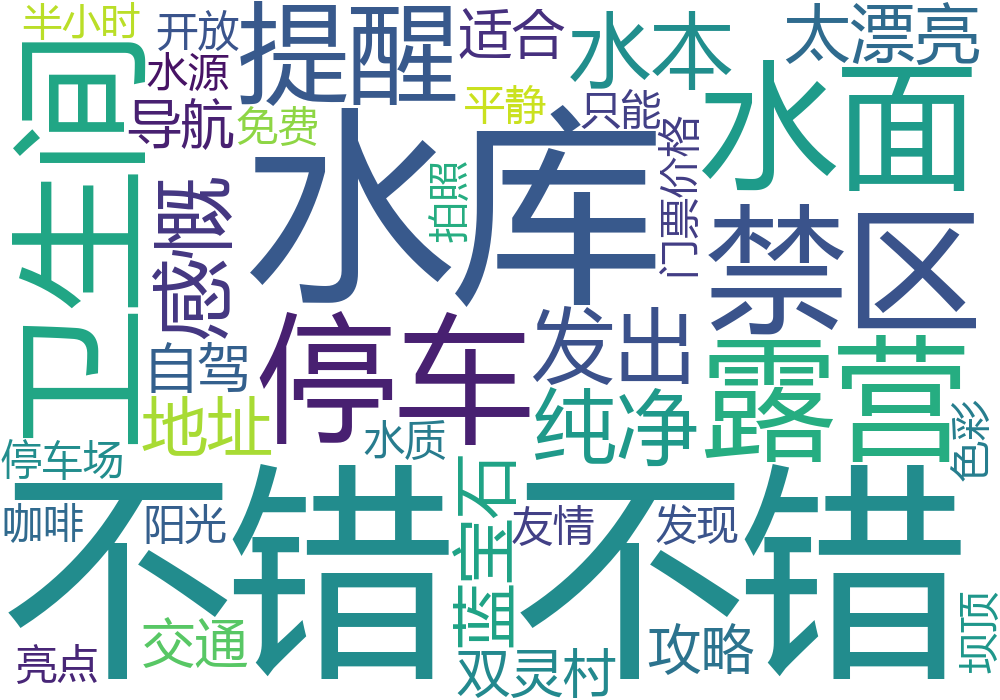 半小时
开放
提醒
适合
水本
太漂亮
卫生间
水源
导航
免费
平静
只能
水面
水库
感慨
拍照
门票价格
禁区
停车
发出
露营
自驾
地址
纯净
水质
停车场
色彩
不错
不错
蓝宝石
咖啡
阳光
友情
发现
亮点
交通
双灵村
攻略
坝顶